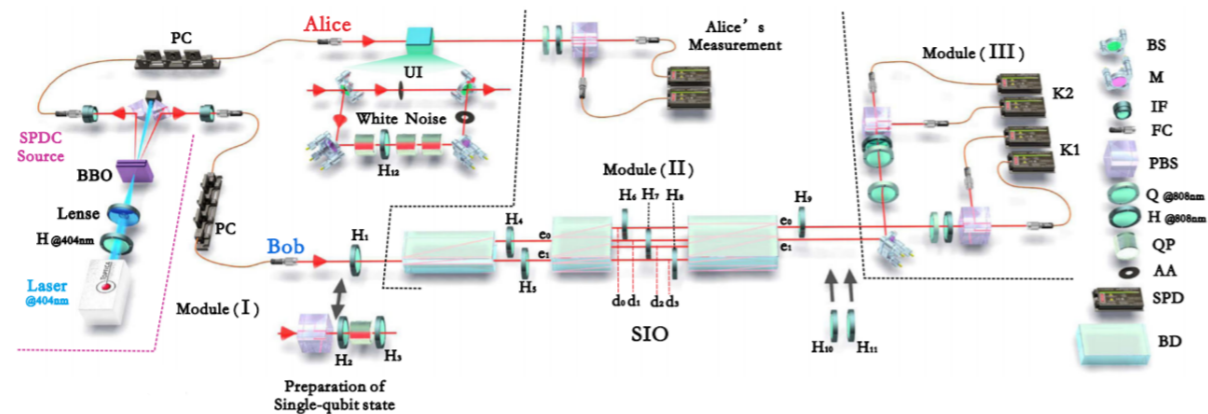 PC
SPDC
Source
BBO
Lense
H @404nm
Laser
@404nm
PC
Alice
UI
White Noise
H12
Bob
H1
Module (I)
H2
H3
Preparation of
Single-qubit state
Alice's
Measurement
Module (II)
H4
e0
e1
H5
H6
H7
H8
d0
d1
d2
d3
SIO
e0
e1
H9
H10
H11
Module (III)
K2
K1
BS
M
IF
FC
PBS
Q @808nm
H @808nm
QP
AA
SPD
BD